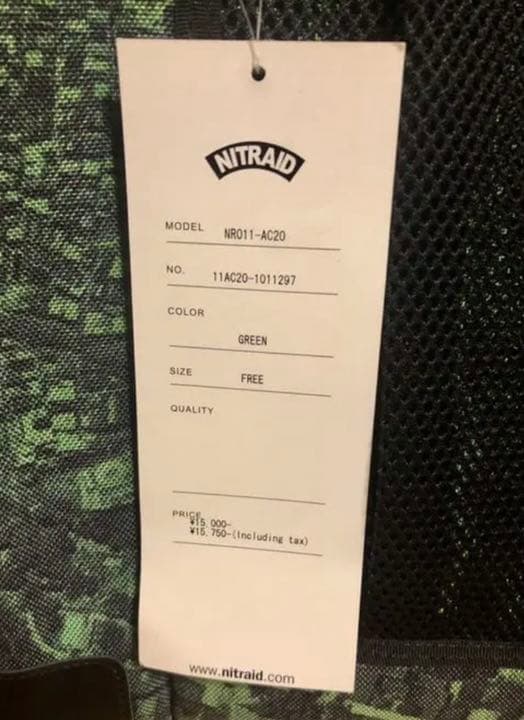 NITRAID
MODEL NR011-AC20
NO. 11AC20-1011297
COLOR
GREEN
SIZE FREE
QUALITY
PRICE
¥15,000-
¥15,750-(Including tax)
www.nitraid.com